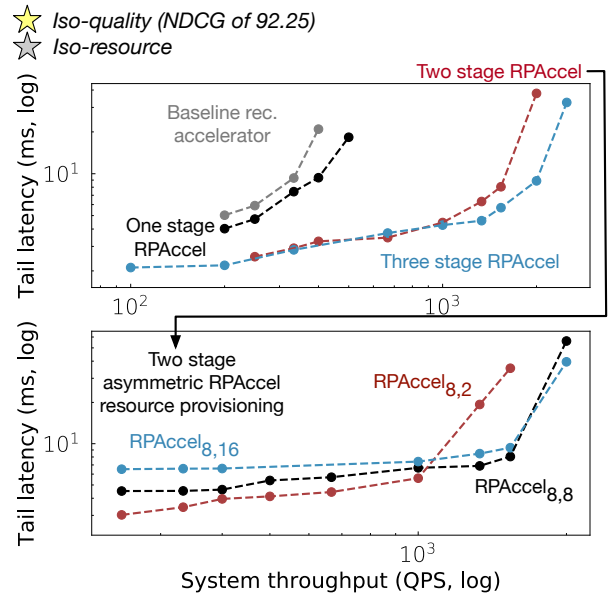 Iso-quality (NDCG of 92.25)
Iso-resource
Two stage RPAccel
Tail latency (ms, log)
10¹
Baseline rec.
accelerator
One stage
RPAccel
Three stage RPAccel
10²
10³
Tail latency (ms, log)
10¹
Two stage
asymmetric RPAccel
resource provisioning
RPAccel8,2
RPAccel8,16
RPAccel8,8
10³
System throughput (QPS, log)